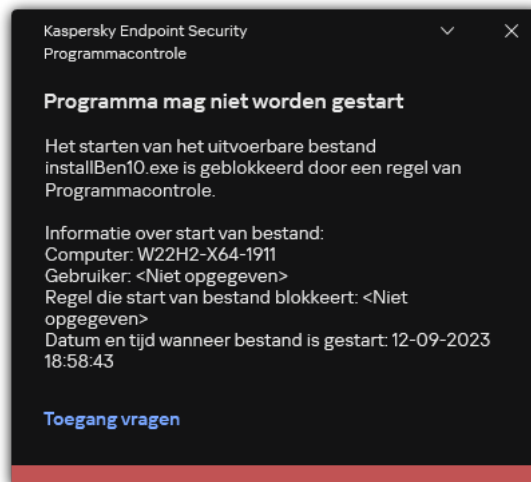 Kaspersky Endpoint Security
Programmacontrole
Programma mag niet worden gestart
Het starten van het uitvoerbare bestand
installBen10.exe is geblokkeerd door een regel van
Programmacontrole.
Informatie over start van bestand:
Computer: W22H2-X64-1911
Gebruiker: <Niet opgegeven>
Regel die start van bestand blokkeert: <Niet
opgegeven>
Datum en tijd wanneer bestand is gestart: 12-09-2023
18:58:43
Toegang vragen